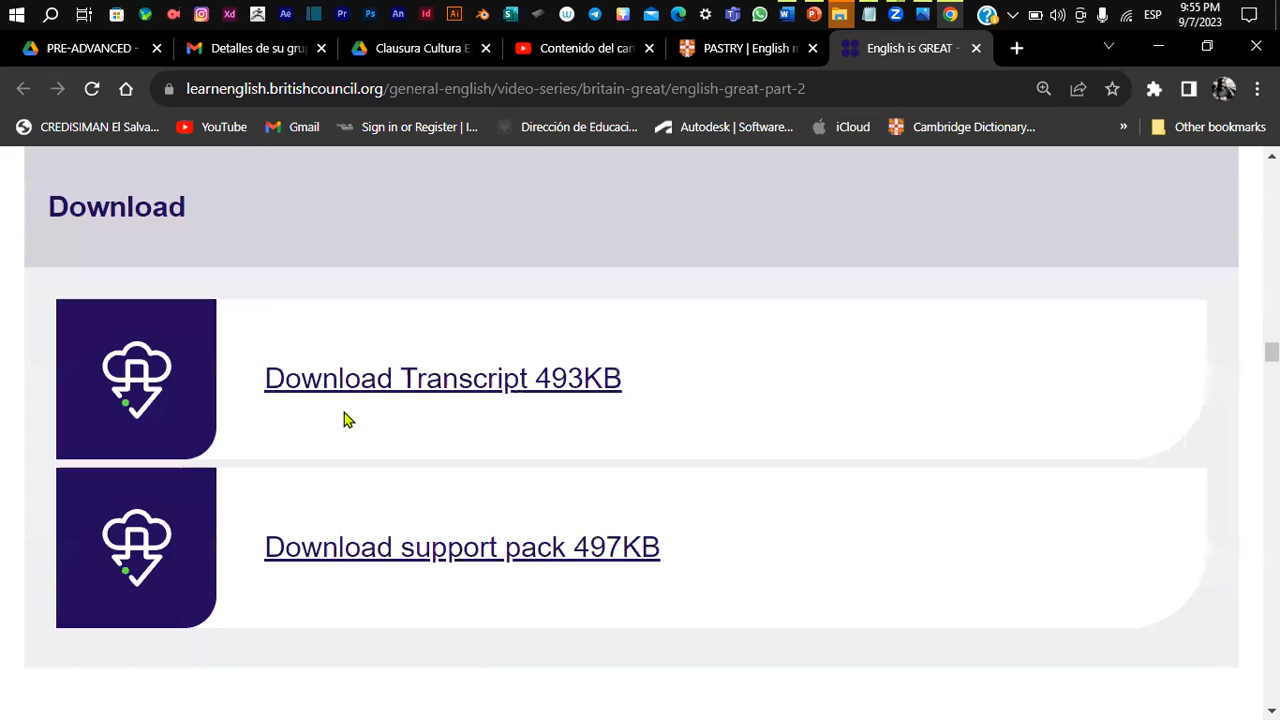 9:55 PM
ESP
9/7/2023
PRE-ADVANCED -
Detalles de su gru
Clausura Cultura E
Contenido del can
PASTRY | English m
English is GREAT -
learnenglish.britishcouncil.org/general-english/video-series/britain-great/english-great-part-2
CREDISIMAN El Salva...
YouTube
Gmail
Sign in or Register | I...
Dirección de Educaci...
Autodesk | Software...
iCloud
Cambridge Dictionary...
»
Other bookmarks
Download
Download Transcript 493KB
Download support pack 497KB